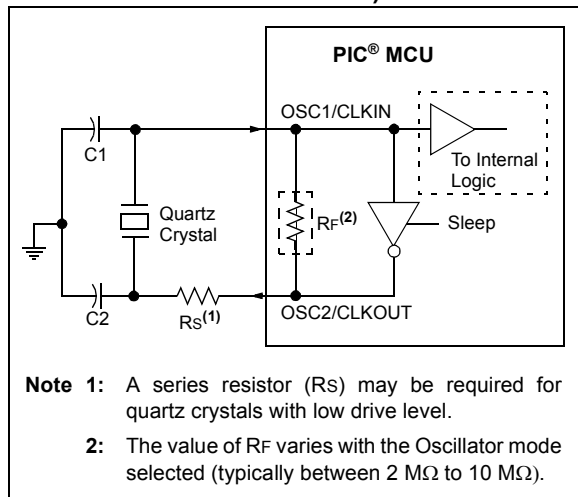 PIC® MCU
OSC1/CLKIN
C1
To Internal
Logic
Quartz
Crystal
RF(2)
Sleep
C2
RS(1)
OSC2/CLKOUT
Note 1: A series resistor (RS) may be required for
quartz crystals with low drive level.
2: The value of RF varies with the Oscillator mode
selected (typically between 2 MΩ to 10 MΩ).